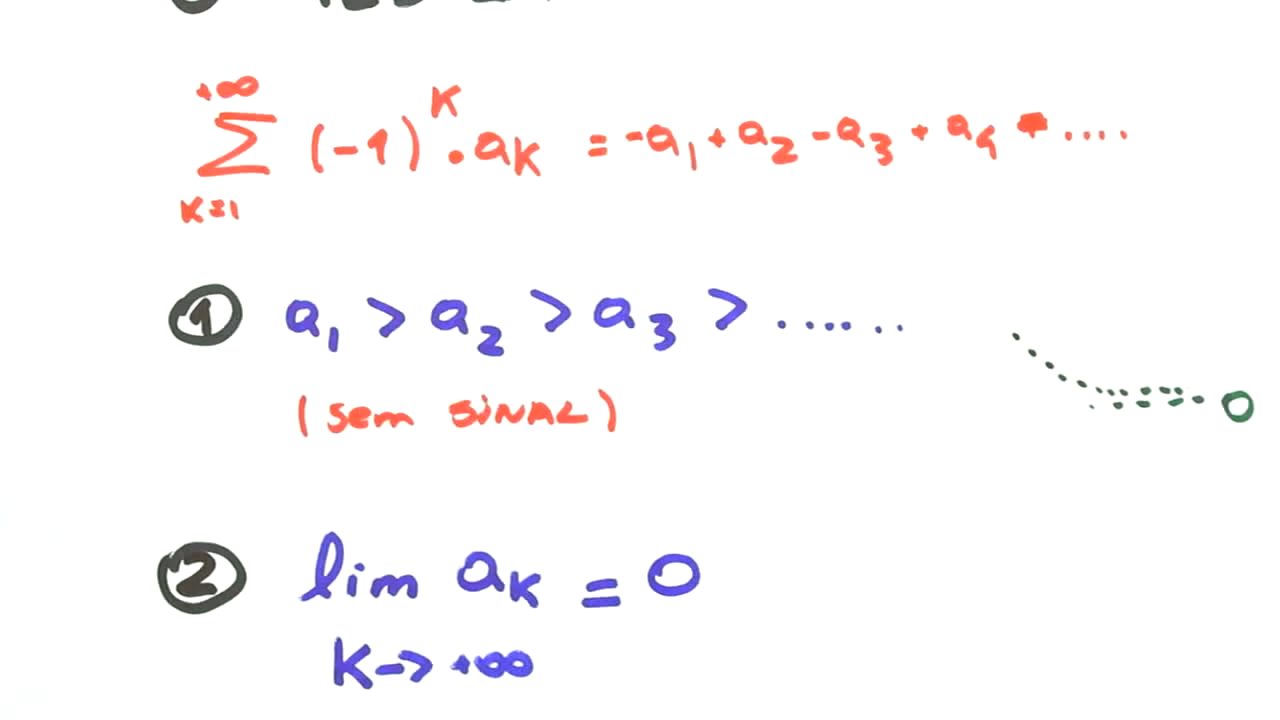 +∞
∑ (-1)^K · a_K = -a_1 + a_2 - a_3 + a_4 ....
K=1
① a_1 > a_2 > a_3 > .......
(sem SiNAL)
0
② lim a_K = 0
K -> +∞